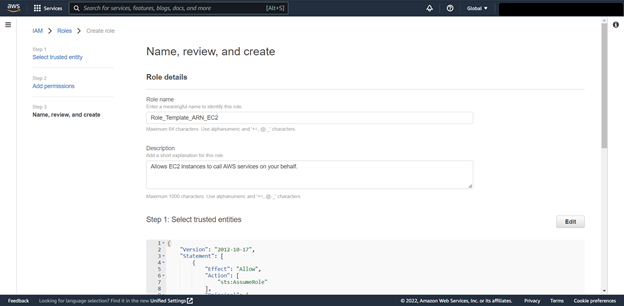 aws
Services
Search for services, features, blogs, docs, and more
[Alt+S]
Global
IAM
Roles
Create role
Step 1
Select trusted entity
Step 2
Add permissions
Step 3
Name, review, and create
Name, review, and create
Role details
Role name
Enter a meaningful name to identify this role.
Role_Template_ARN_EC2
Maximum 64 characters. Use alphanumeric and '+=,.@-_' characters.
Description
Add a short explanation for this role.
Allows EC2 instances to call AWS services on your behalf.
Maximum 1000 characters. Use alphanumeric and '+=,.@-_' characters.
Step 1: Select trusted entities
Edit
1 {
2 "Version": "2012-10-17",
3 "Statement": [
4 {
5 "Effect": "Allow",
6 "Action": [
7 "sts:AssumeRole"
8 ],
Feedback
Looking for language selection? Find it in the new Unified Settings
© 2022, Amazon Web Services, Inc. or its affiliates.
Privacy
Terms
Cookie preferences